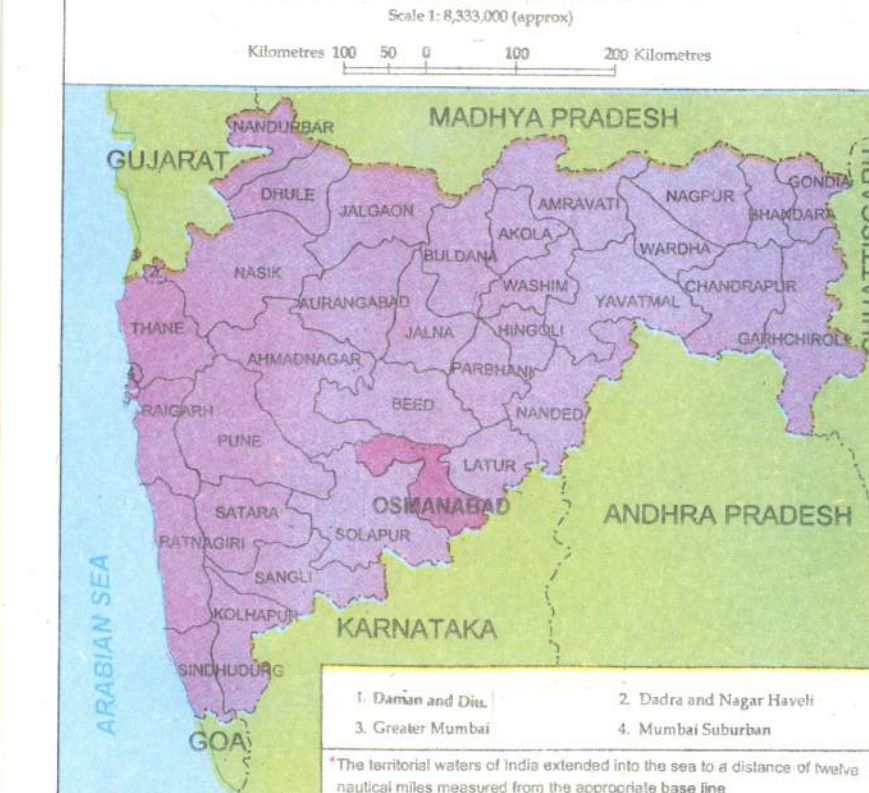 Scale 1: 8,333,000 (approx)
Kilometres 100 50 0 100 200 Kilometres
MADHYA PRADESH
NANDURBAR
GUJARAT
DHULE
JALGAON
AMRAVATI
NAGPUR
GONDIA
BHANDARA
AKOLA
BULDANA
WARDHA
NASIK
WASHIM
CHANDRAPUR
AURANGABAD
YAVATMAL
THANE
JALNA
HINGOLI
GARHCHIROLI
AHMADNAGAR
PARBHANI
BEED
RAIGARH
NANDED
PUNE
LATUR
OSMANABAD
SATARA
ANDHRA PRADESH
SOLAPUR
RATNAGIRI
SANGLI
ARABIAN SEA
KOLHAPUR
KARNATAKA
SINDHUDURG
GOA
1. Daman and Diu.
2. Dadra and Nagar Haveli
3. Greater Mumbai
4. Mumbai Suburban
*The territorial waters of India extended into the sea to a distance of twelve
nautical miles measured from the appropriate base line